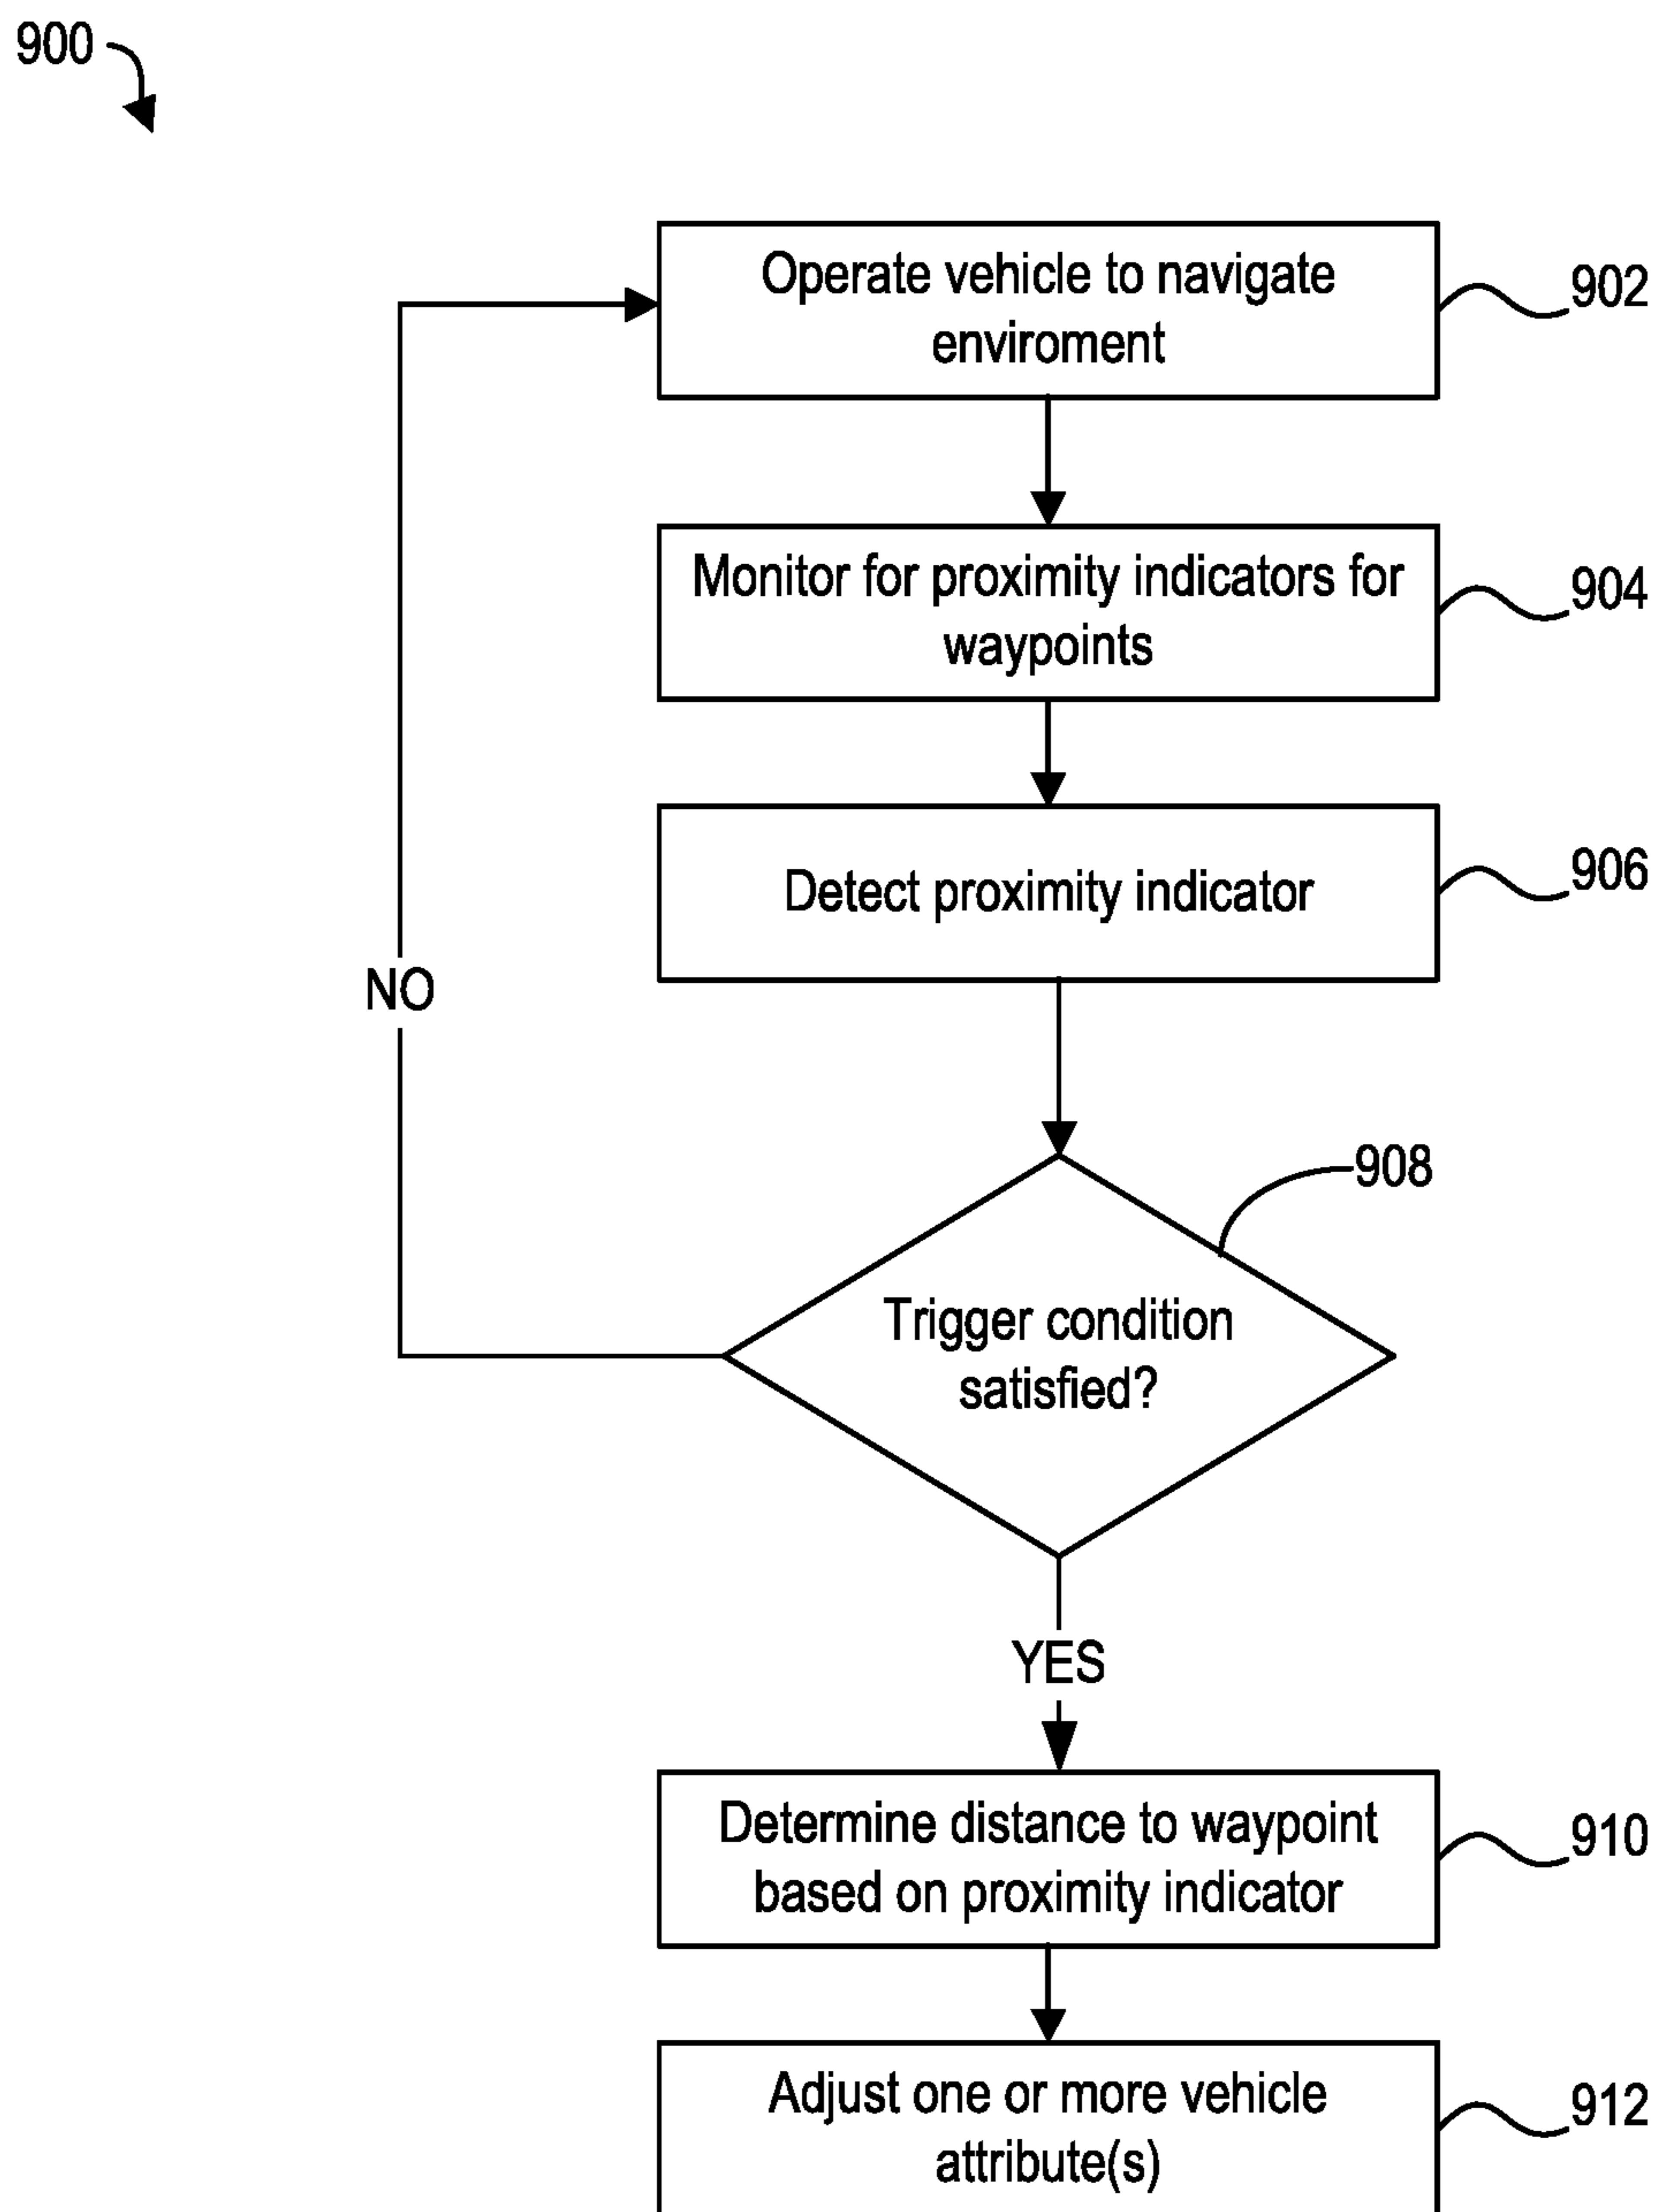 900
Operate vehicle to navigate
enviroment
902
Monitor for proximity indicators for
waypoints
904
Detect proximity indicator
906
NO
908
Trigger condition
satisfied?
YES
Determine distance to waypoint
based on proximity indicator
910
Adjust one or more vehicle
attribute(s)
912